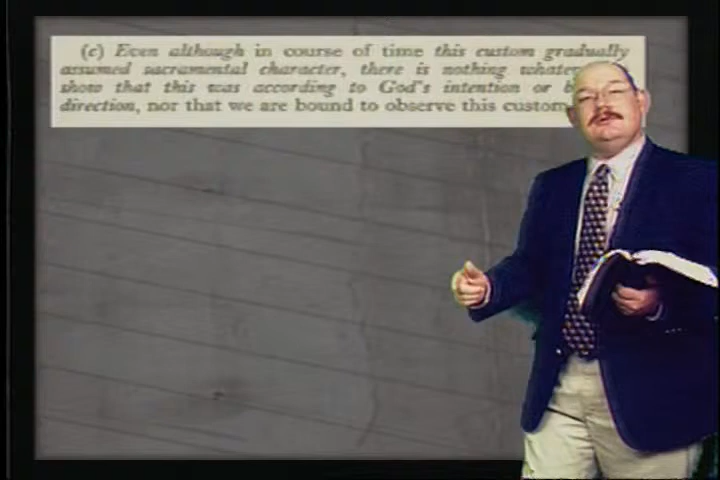 (c) Even although in course of time this custom gradually
assumed sacramental character, there is nothing
show that this was according to God's intention or
direction, nor that we are bound to observe this custom